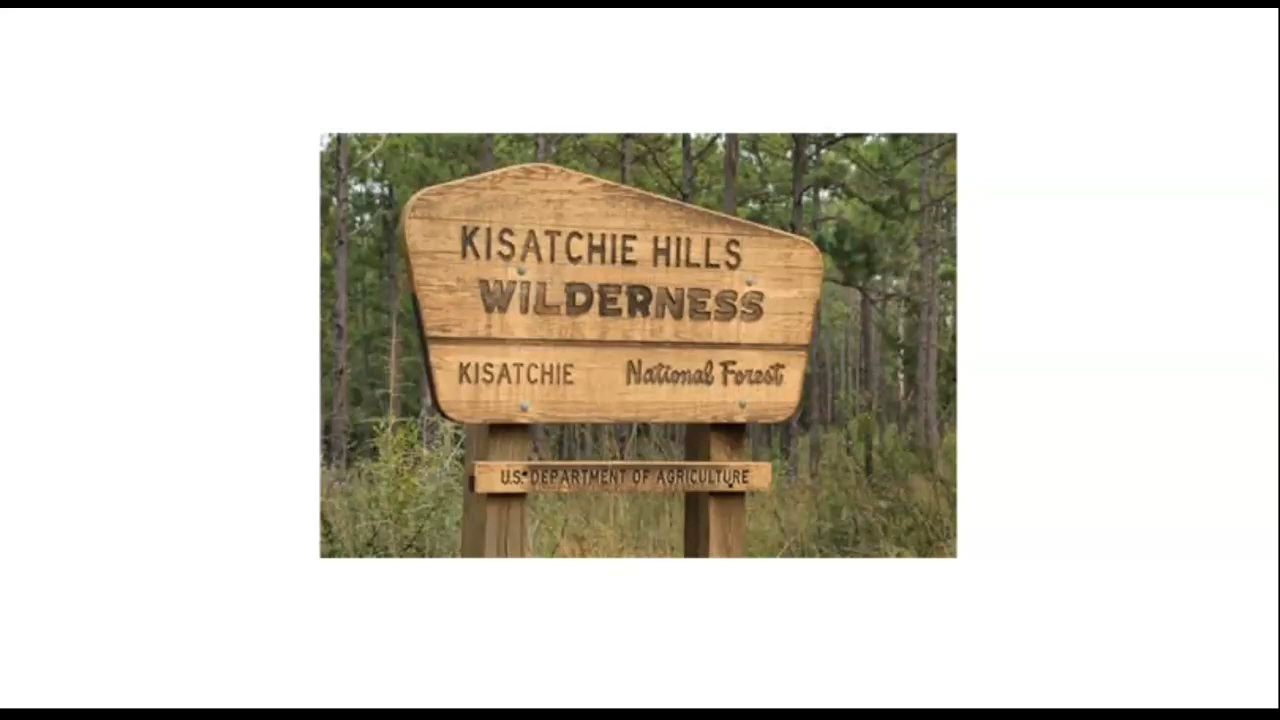 KISATCHIE HILLS
WILDERNESS
KISATCHIE National Forest
U.S. DEPARTMENT OF AGRICULTURE